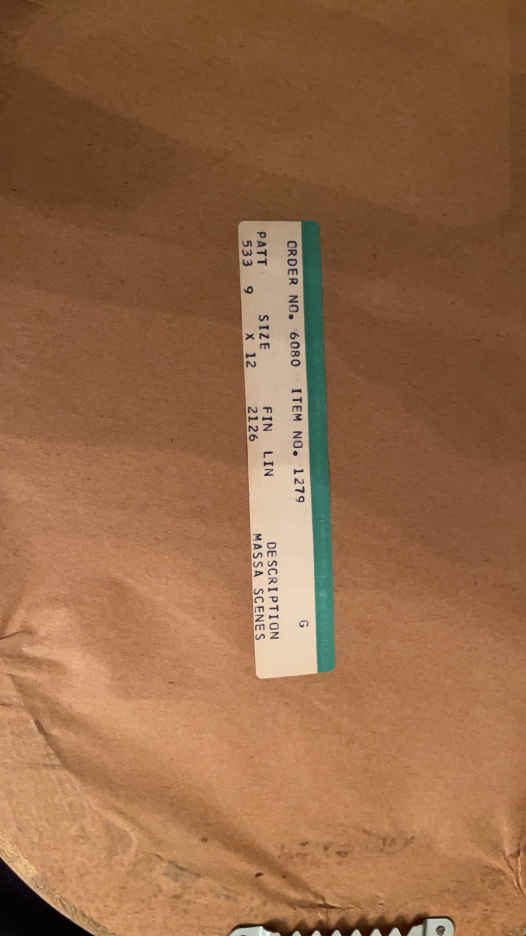 ORDER NO. 6080 ITEM NO. 1279 G
PATT SIZE FIN LIN DESCRIPTION
533 9 X 12 2126 MASSA SCENES